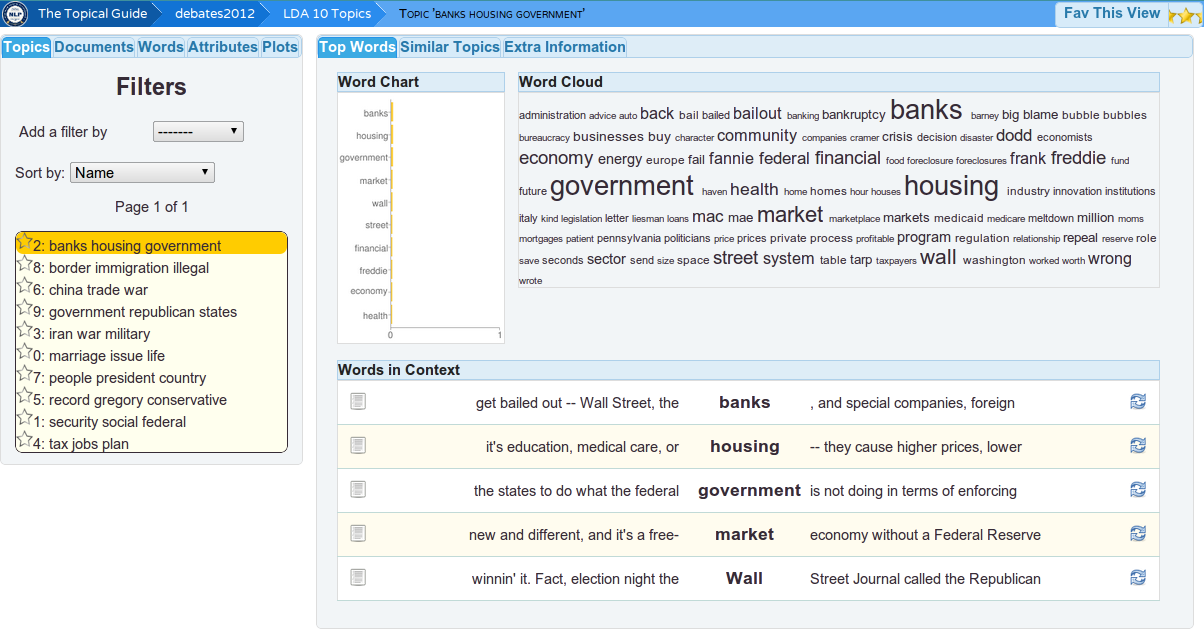 The Topical Guide debates2012 LDA 10 Topics TOPIC 'BANKS HOUSING GOVERNMENT' Fav This View
Topics Documents Words Attributes Plots
Filters
Add a filter by -------
Sort by: Name
Page 1 of 1
2: banks housing government
8: border immigration illegal
6: china trade war
9: government republican states
3: iran war military
0: marriage issue life
7: people president country
5: record gregory conservative
1: security social federal
4: tax jobs plan
Top Words Similar Topics Extra Information
Word Chart
banks
housing
government
market
wall
street
financial
freddie
economy
health
0 1
Word Cloud
administration advice auto back bail bailed bailout banking bankruptcy banks barney big blame bubble bubbles
bureaucracy businesses buy character community companies cramer crisis decision disaster dodd economists
economy energy europe fail fannie federal financial food foreclosure foreclosures frank freddie fund
future government haven health home homes hour houses housing industry innovation institutions
italy kind legislation letter liesman loans mac mae market marketplace markets medicaid medicare meltdown million moms
mortgages patient pennsylvania politicians price prices private process profitable program regulation relationship repeal reserve role
save seconds sector send size space street system table tarp taxpayers wall washington worked worth wrong
wrote
Words in Context
get bailed out -- Wall Street, the banks , and special companies, foreign
it's education, medical care, or housing -- they cause higher prices, lower
the states to do what the federal government is not doing in terms of enforcing
new and different, and it's a free- market economy without a Federal Reserve
winnin' it. Fact, election night the Wall Street Journal called the Republican